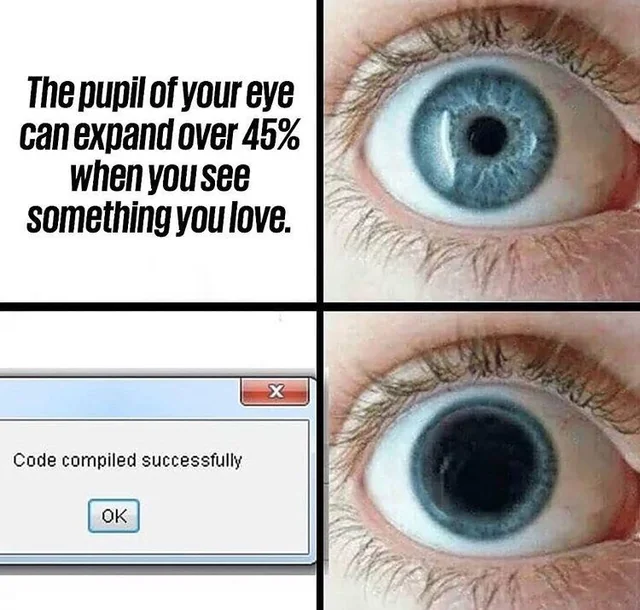 The pupil of your eye
can expand over 45%
when you see
something you love.
Code compiled successfully
OK